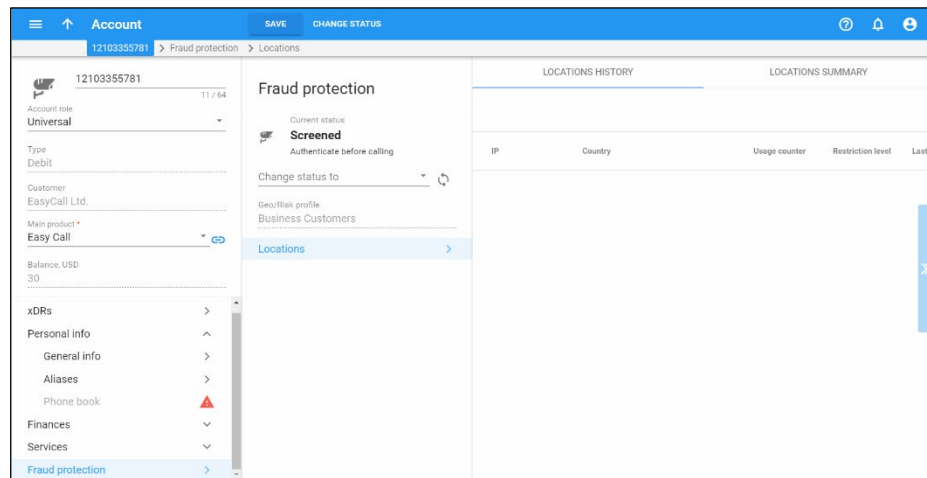 Account
SAVE CHANGE STATUS
12103355781 > Fraud protection > Locations
12103355781
11 / 64
Account role
Universal
Type
Debit
Customer
EasyCall Ltd.
Main product *
Easy Call
Balance, USD
30
xDRs
Personal info
General info
Aliases
Phone book
Finances
Services
Fraud protection
Fraud protection
Current status
Screened
Authenticate before calling
Change status to
Geo/Risk profile
Business Customers
Locations
LOCATIONS HISTORY LOCATIONS SUMMARY
IP Country Usage counter Restriction level Last